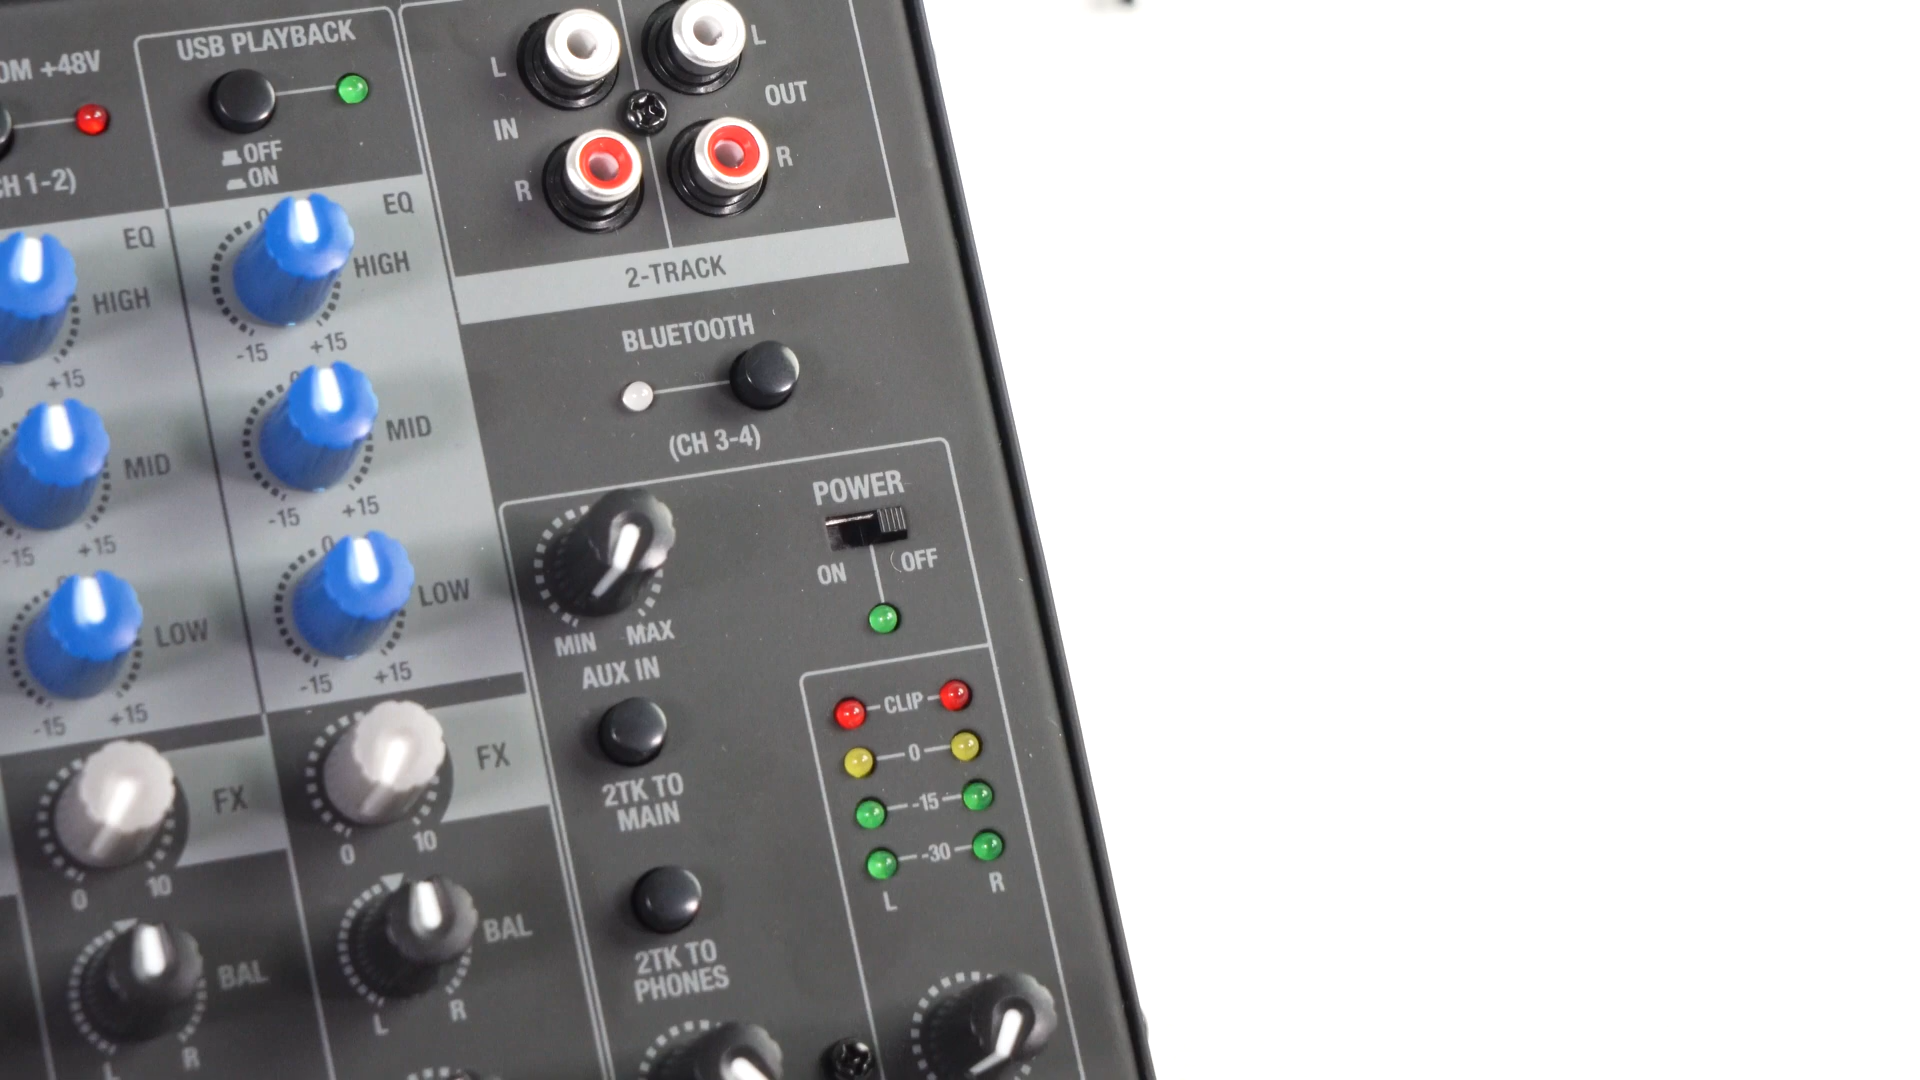 +48V
CH 1-2)
USB PLAYBACK
OFF
ON
L
L
IN
OUT
R
R
2-TRACK
BLUETOOTH
(CH 3-4)
EQ
HIGH
+15
MID
-15 +15
LOW
-15 +15
FX
0 10
BAL
L R
0
EQ
HIGH
-15 +15
0
MID
-15 +15
0
LOW
-15 +15
FX
0 10
BAL
L R
MIN MAX
AUX IN
2TK TO
MAIN
2TK TO
PHONES
POWER
ON OFF
CLIP
0
-15
-30
L R